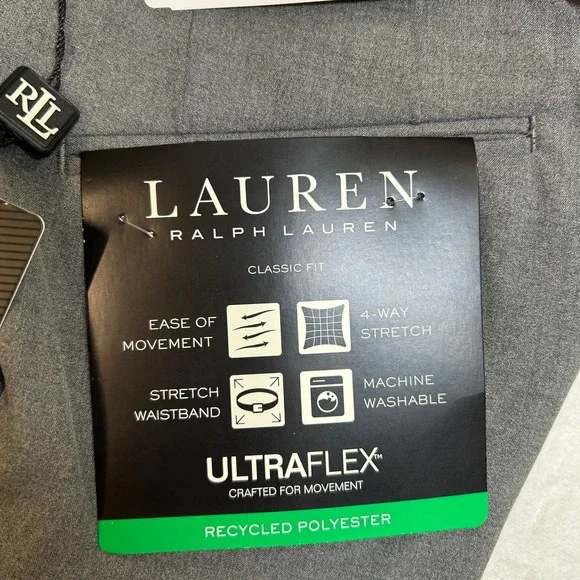 RLL
LAUREN
RALPH LAUREN
CLASSIC FIT
EASE OF
MOVEMENT
4-WAY
STRETCH
STRETCH
WAISTBAND
MACHINE
WASHABLE
ULTRAFLEX™
CRAFTED FOR MOVEMENT
RECYCLED POLYESTER